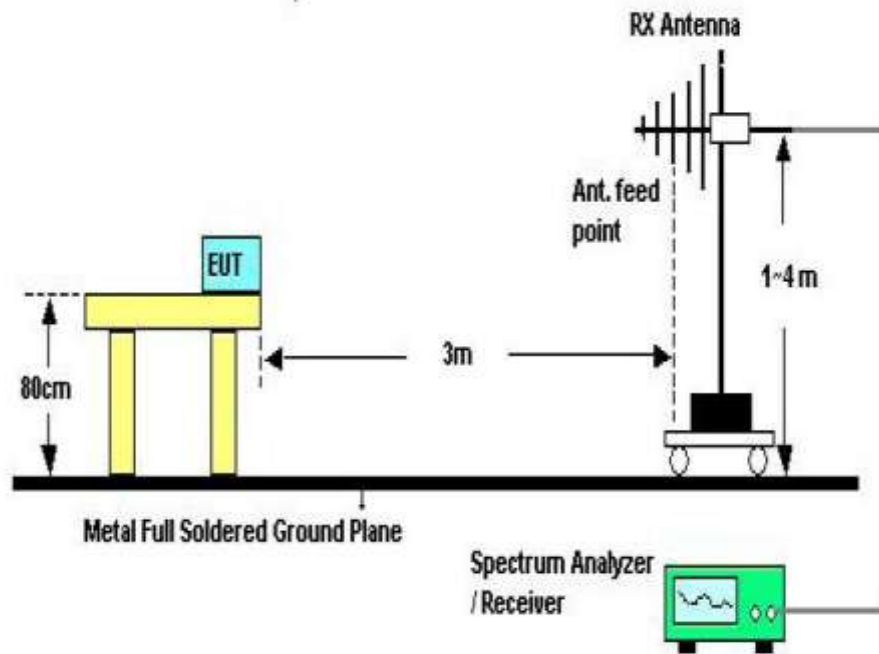 RX Antenna
Ant. feed
point
EUT
1~4 m
3m
80cm
Metal Full Soldered Ground Plane
Spectrum Analyzer
/ Receiver